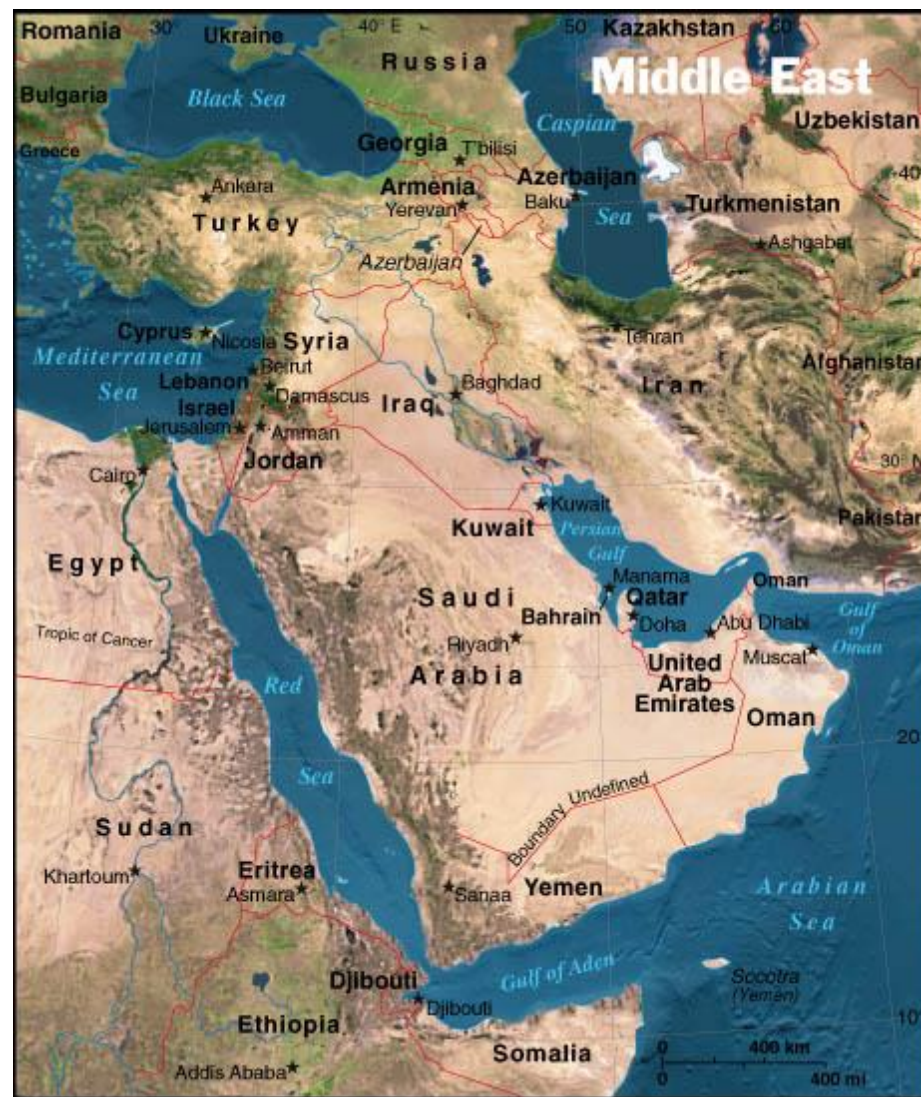 Romania
30°
Ukraine
40° E
50°
Kazakhstan
60°
Russia
Middle East
Bulgaria
Black Sea
Caspian
Sea
Uzbekistan
Greece
Georgia
T'bilisi
Ankara
Armenia
Yerevan
Azerbaijan
Baku
40°
Turkey
Turkmenistan
Azerbaijan
Ashgabat
Cyprus
Nicosia
Syria
Tehran
Mediterranean
Sea
Beirut
Lebanon
Damascus
Afghanistan
Israel
Iraq
Baghdad
Iran
Jerusalem
Amman
Jordan
30° N
Cairo
Kuwait
Kuwait
Persian
Gulf
Pakistan
Egypt
Saudi
Arabia
Manama
Qatar
Oman
Bahrain
Doha
Abu Dhabi
Gulf
of
Oman
Tropic of Cancer
Riyadh
Muscat
United
Arab
Emirates
Red
Sea
Oman
20°
Boundary Undefined
Sudan
Khartoum
Eritrea
Asmara
Sanaa
Yemen
Arabian
Sea
Gulf of Aden
Djibouti
Djibouti
Socotra
(Yemen)
Ethiopia
10°
Somalia
Addis Ababa
0 400 km
0 400 mi